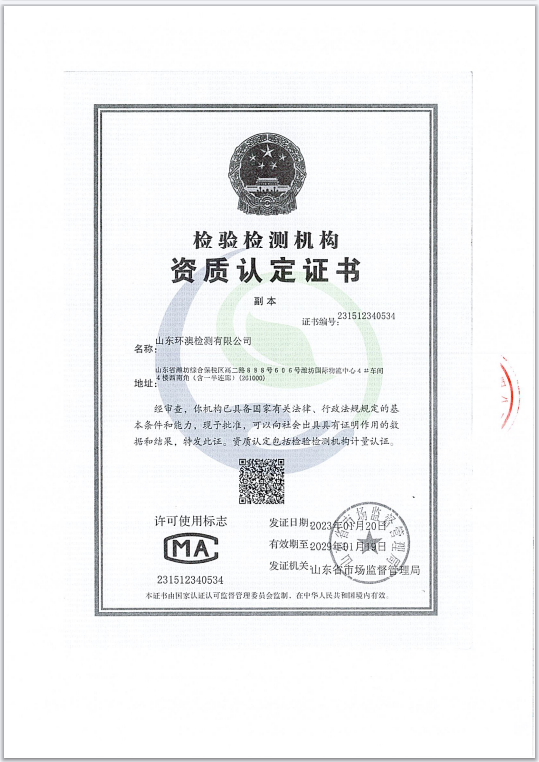 检验检测机构
资质认定证书
副本
证书编号：231512340534
名称：山东环澳检测有限公司
地址：山东省潍坊综合保税区高二路888号606号潍坊国际物流中心4#车间
4楼西南角（含一半连廊）(261000)
经审查，你机构已具备国家有关法律、行政法规规定的基
本条件和能力，现予批准，可以向社会出具具有证明作用的数
据和结果，特发此证。资质认定包括检验检测机构计量认证。
许可使用标志
MA
231512340534
发证日期：2023年01月20日
有效期至：2029年01月19日
发证机关：山东省市场监督管理局
山东省市场监督管理局
本证书由国家认证认可监督管理委员会监制，在中华人民共和国境内有效。